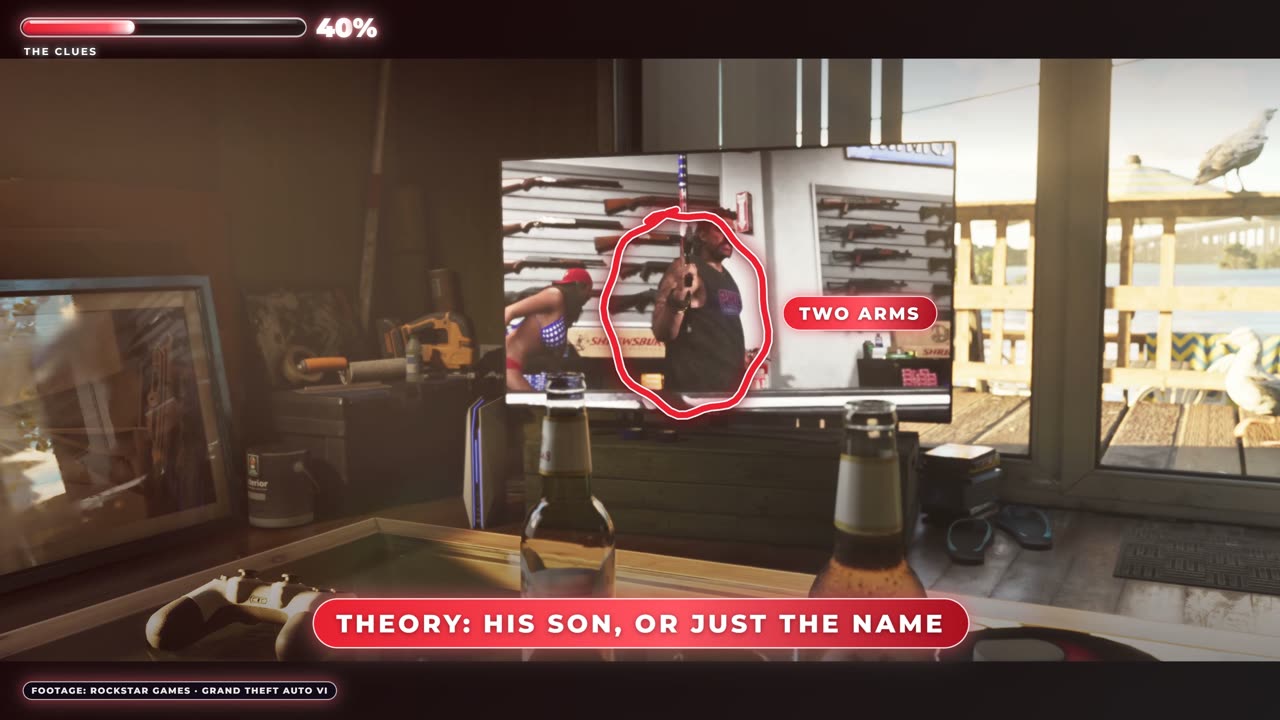 40%
THE CLUES
TWO ARMS
THEORY: HIS SON, OR JUST THE NAME
FOOTAGE: ROCKSTAR GAMES · GRAND THEFT AUTO VI